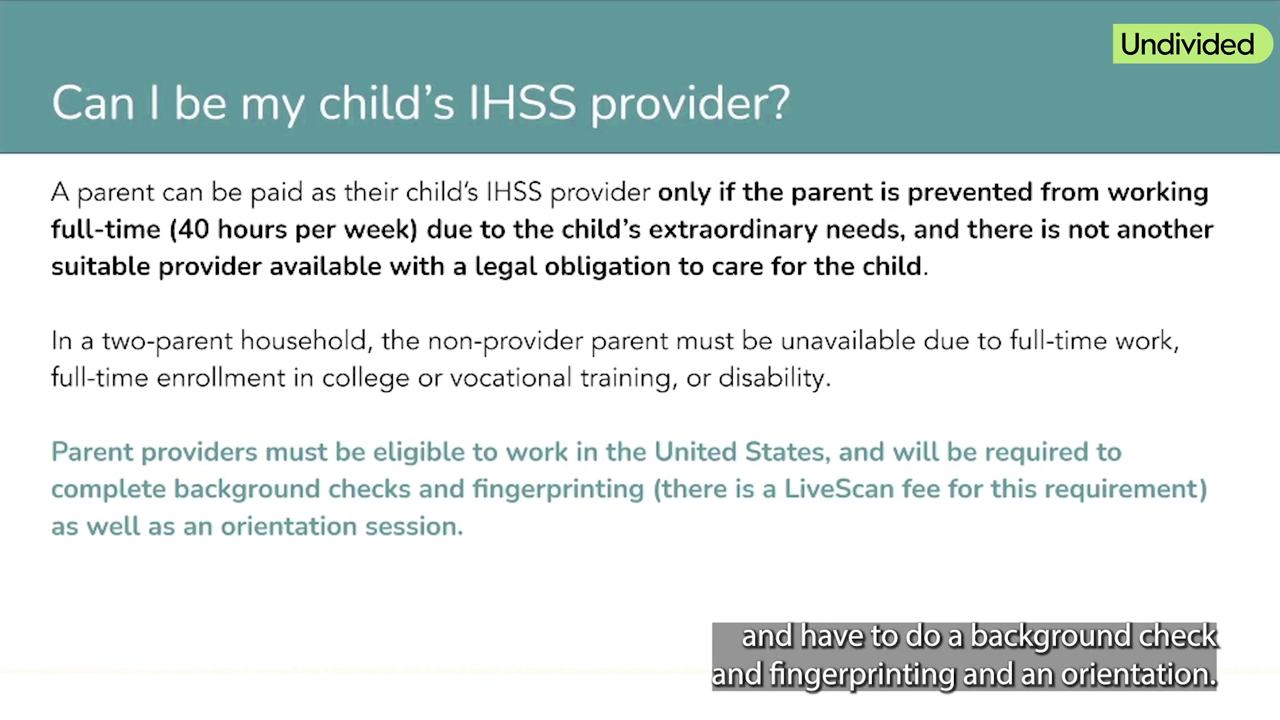 Undivided
Can I be my child's IHSS provider?
A parent can be paid as their child's IHSS provider only if the parent is prevented from working
full-time (40 hours per week) due to the child's extraordinary needs, and there is not another
suitable provider available with a legal obligation to care for the child.
In a two-parent household, the non-provider parent must be unavailable due to full-time work,
full-time enrollment in college or vocational training, or disability.
Parent providers must be eligible to work in the United States, and will be required to
complete background checks and fingerprinting (there is a LiveScan fee for this requirement)
as well as an orientation session.
and have to do a background check
and fingerprinting and an orientation.